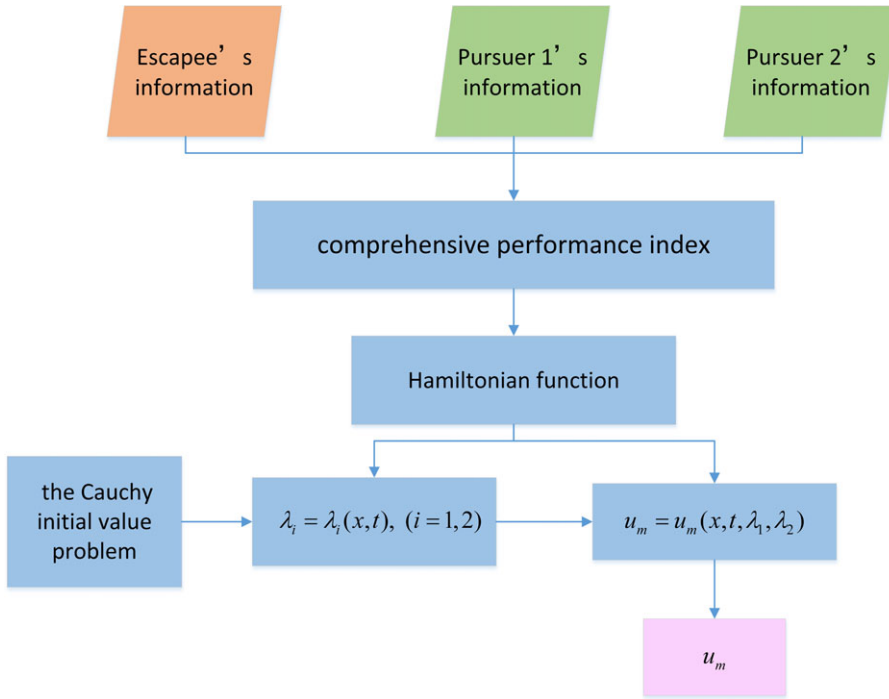 Escapee’ s
information
Pursuer 1’ s
information
Pursuer 2’ s
information
comprehensive performance index
Hamiltonian function
the Cauchy
initial value
problem
λᵢ = λᵢ(x,t), (i = 1,2)
uₘ = uₘ(x,t,λ₁,λ₂)
uₘ